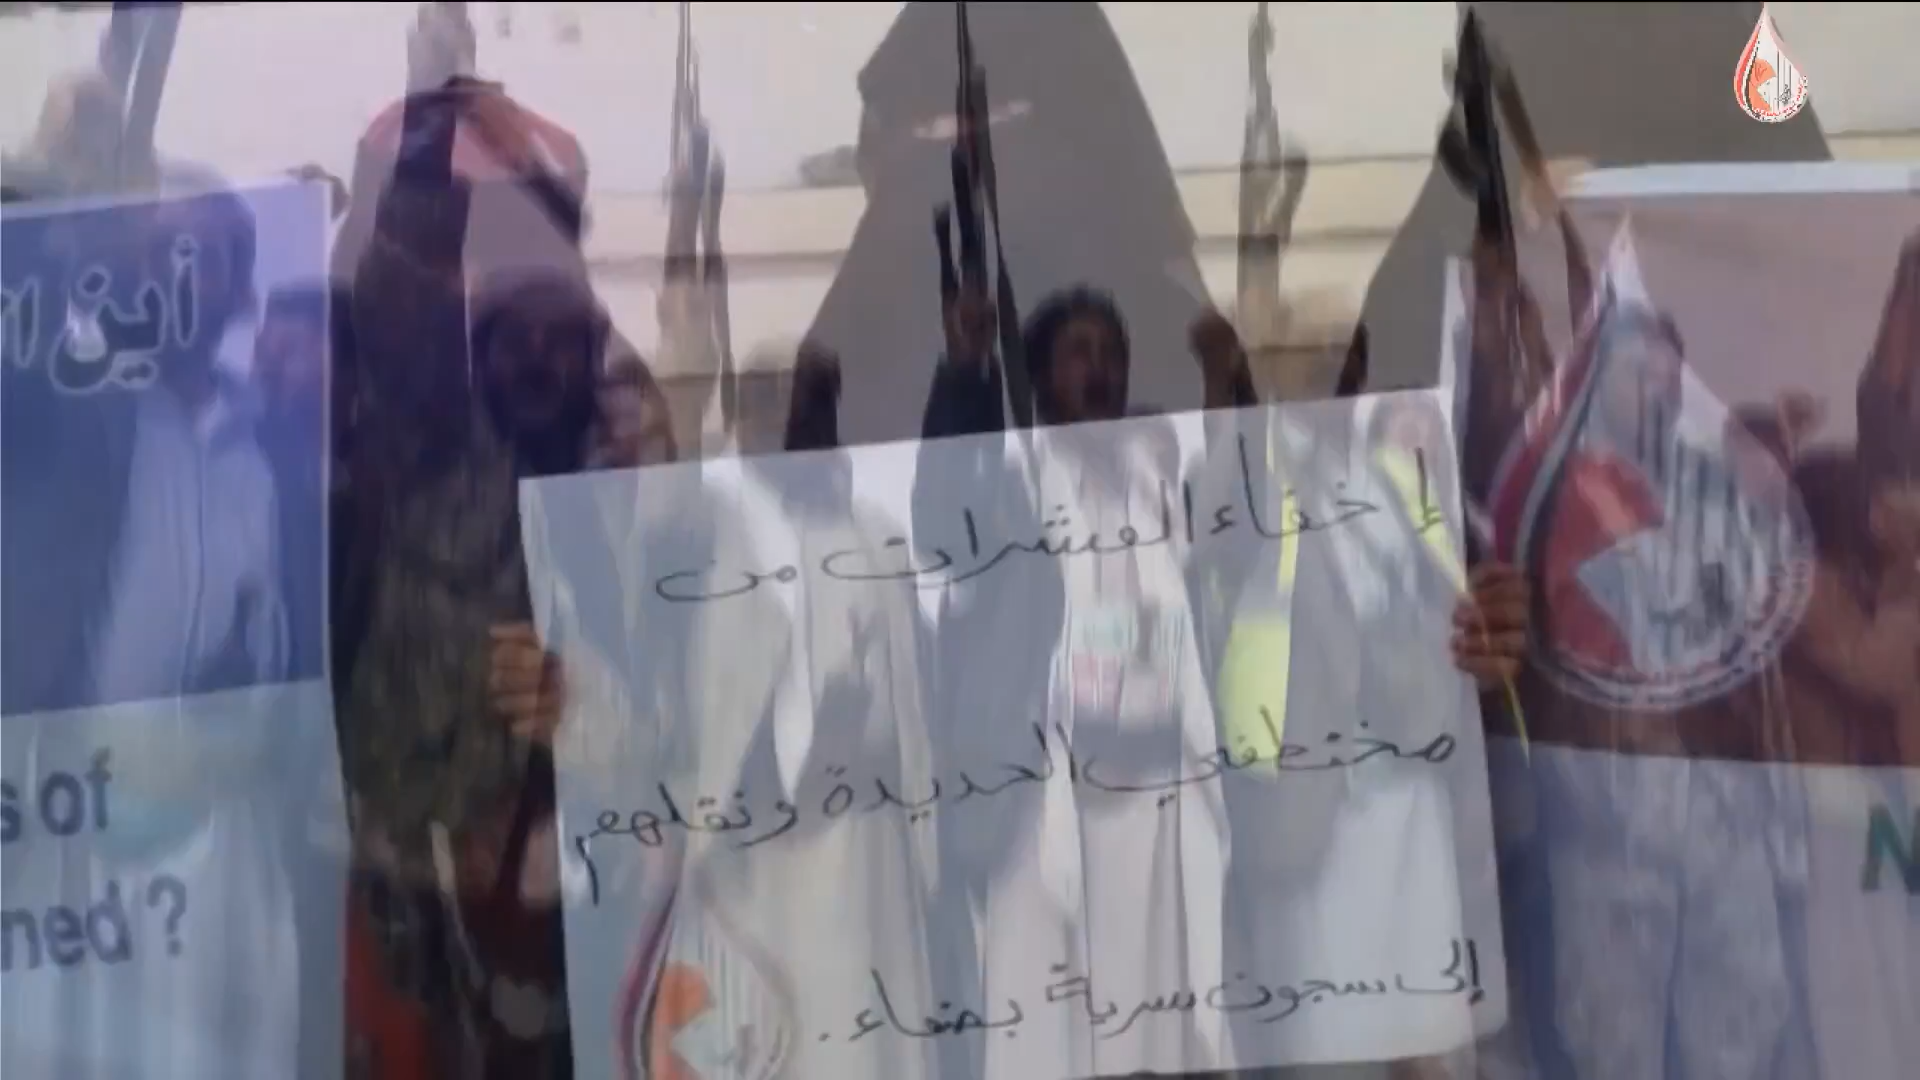 إخفاء العشرات من
مختطفي الحديدة ونقلهم
إلى سجون سرية بصنعاء.
أين
s of
ned ?
N